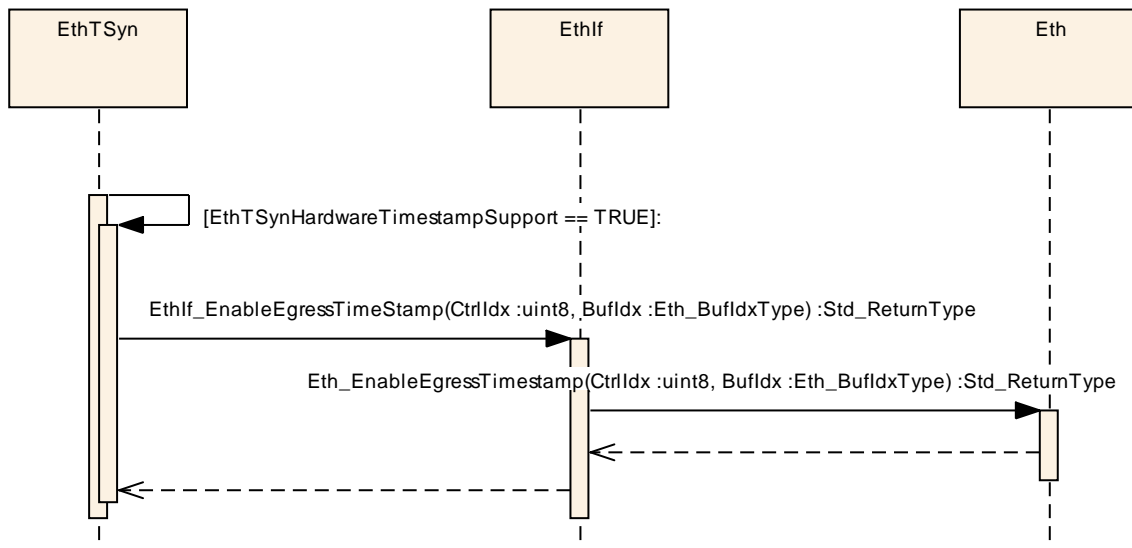 EthTSyn
EthIf
Eth
[EthTSynHardwareTimestampSupport == TRUE]:
EthIf_EnableEgressTimeStamp(CtrlIdx :uint8, BufIdx :Eth_BufIdxType) :Std_ReturnType
Eth_EnableEgressTimestamp(CtrlIdx :uint8, BufIdx :Eth_BufIdxType) :Std_ReturnType